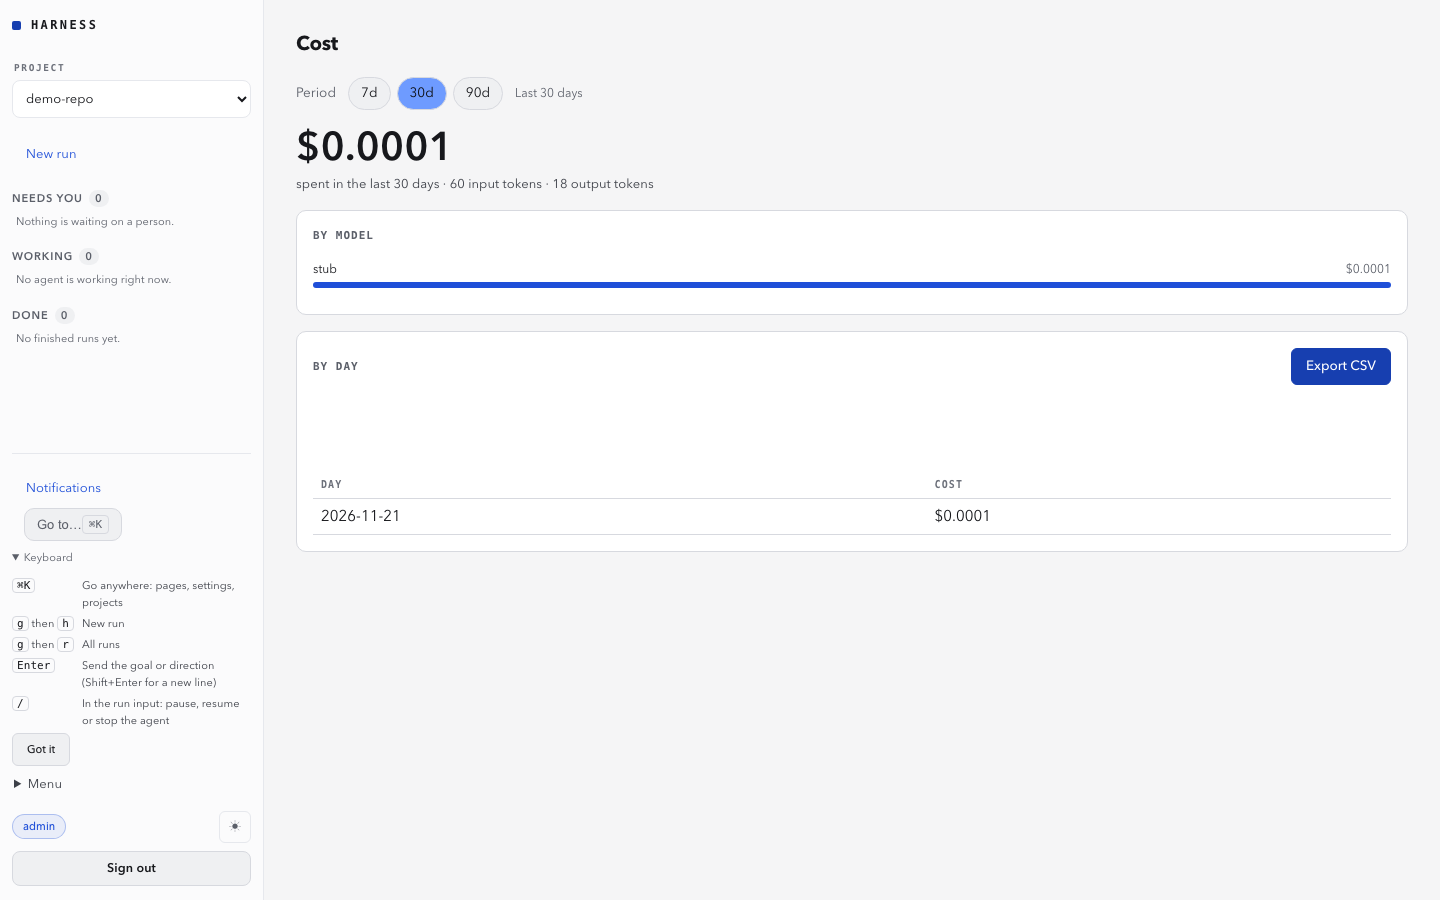 HARNESS
PROJECT
demo-repo
New run
NEEDS YOU 0
Nothing is waiting on a person.
WORKING 0
No agent is working right now.
DONE 0
No finished runs yet.
Notifications
Go to… ⌘K
Keyboard
⌘K Go anywhere: pages, settings,
projects
g then h New run
g then r All runs
Enter Send the goal or direction
(Shift+Enter for a new line)
/ In the run input: pause, resume
or stop the agent
Got it
Menu
admin
Sign out
Cost
Period 7d 30d 90d Last 30 days
$0.0001
spent in the last 30 days · 60 input tokens · 18 output tokens
BY MODEL
stub $0.0001
BY DAY Export CSV
DAY COST
2026-11-21 $0.0001